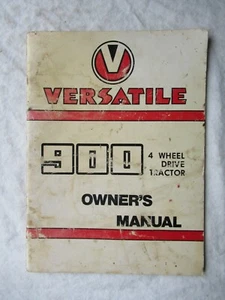 V
VERSATILE
900
4 WHEEL
DRIVE
TRACTOR
OWNER'S
MANUAL